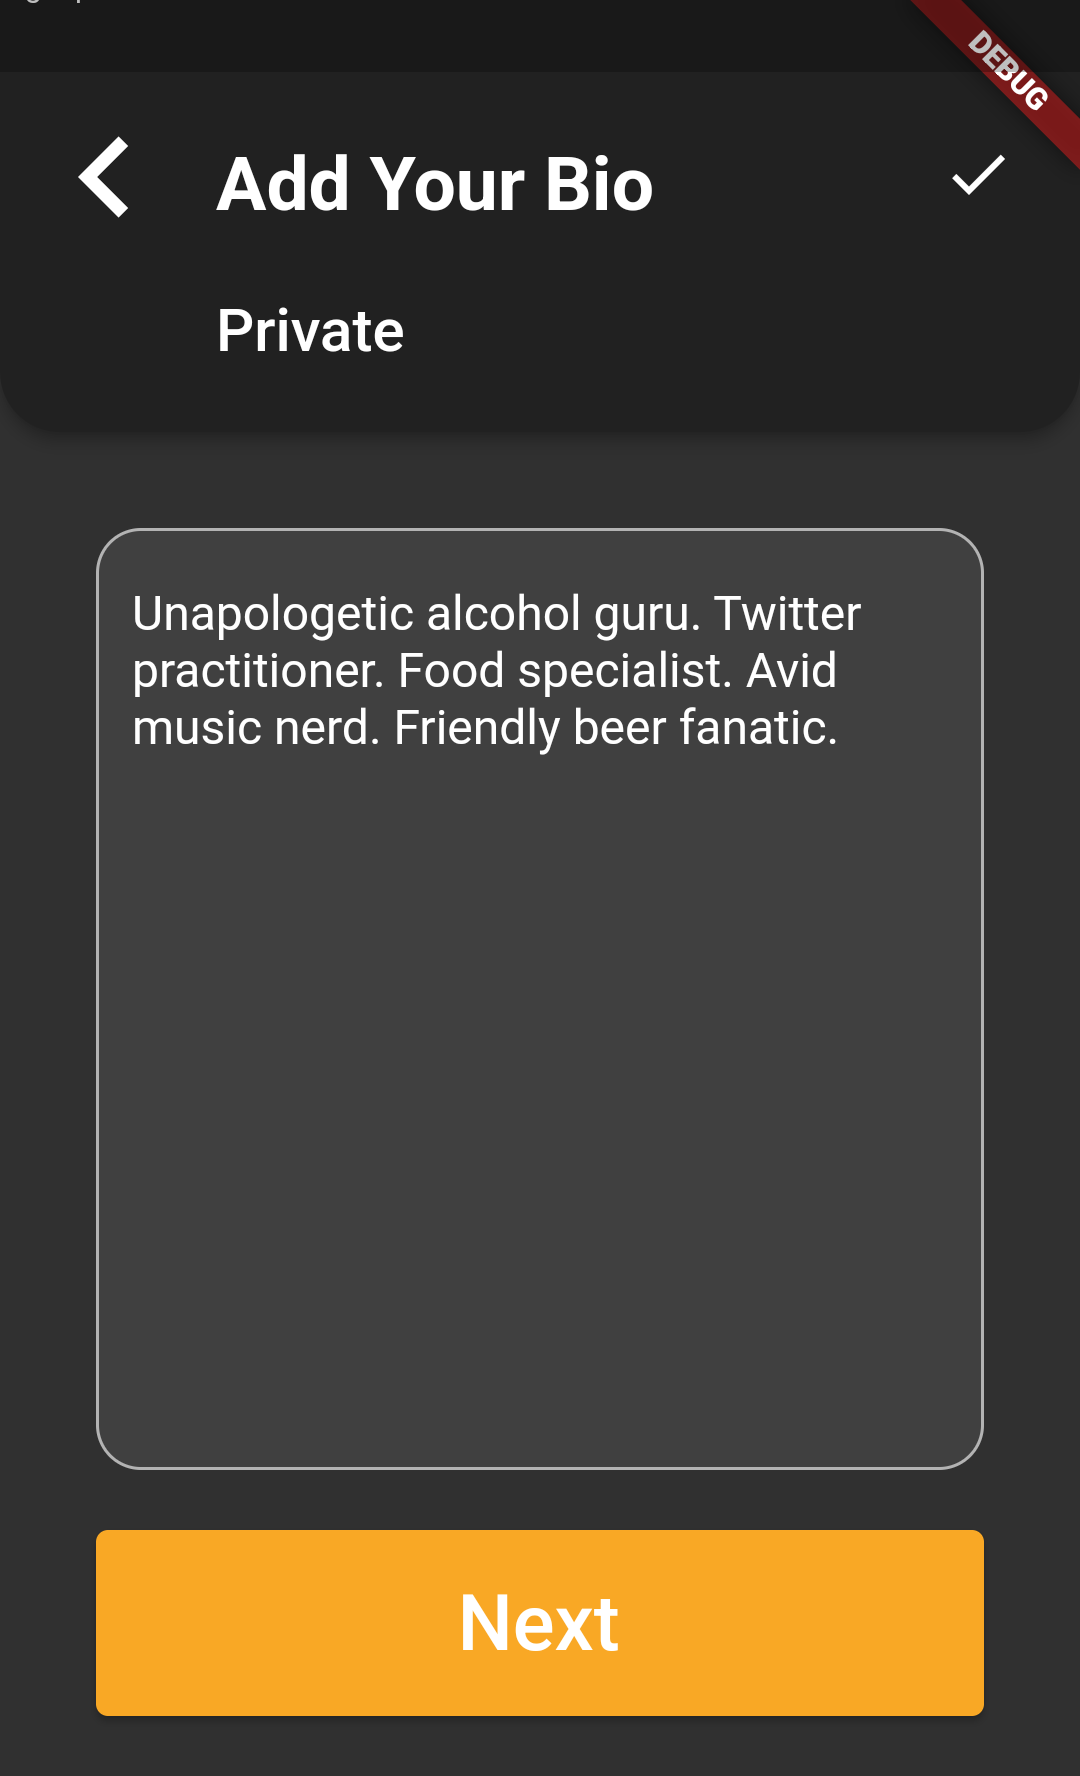 DEBUG
Add Your Bio
Private
Unapologetic alcohol guru. Twitter
practitioner. Food specialist. Avid
music nerd. Friendly beer fanatic.
Next